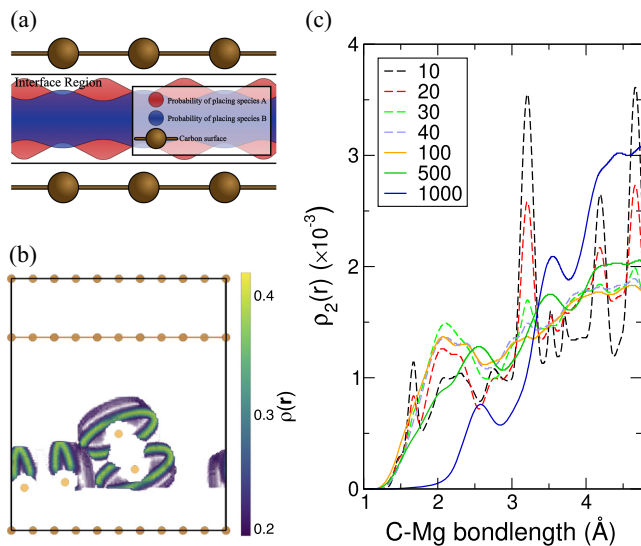 (a)
Interface Region
Probability of placing species A
Probability of placing species B
Carbon surface
(b)
0.4
0.3
0.2
ρ(r)
(c)
4
3
2
1
0
ρ₂(r) (×10⁻³)
10
20
30
40
100
500
1000
1 2 3 4
C-Mg bondlength (Å)